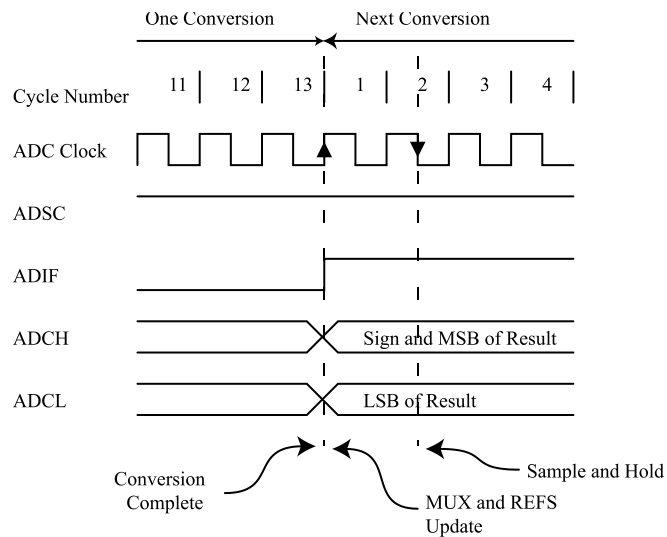 One Conversion
Next Conversion
Cycle Number
11
12
13
1
2
3
4
ADC Clock
ADSC
ADIF
ADCH
Sign and MSB of Result
ADCL
LSB of Result
Conversion
Complete
MUX and REFS
Update
Sample and Hold